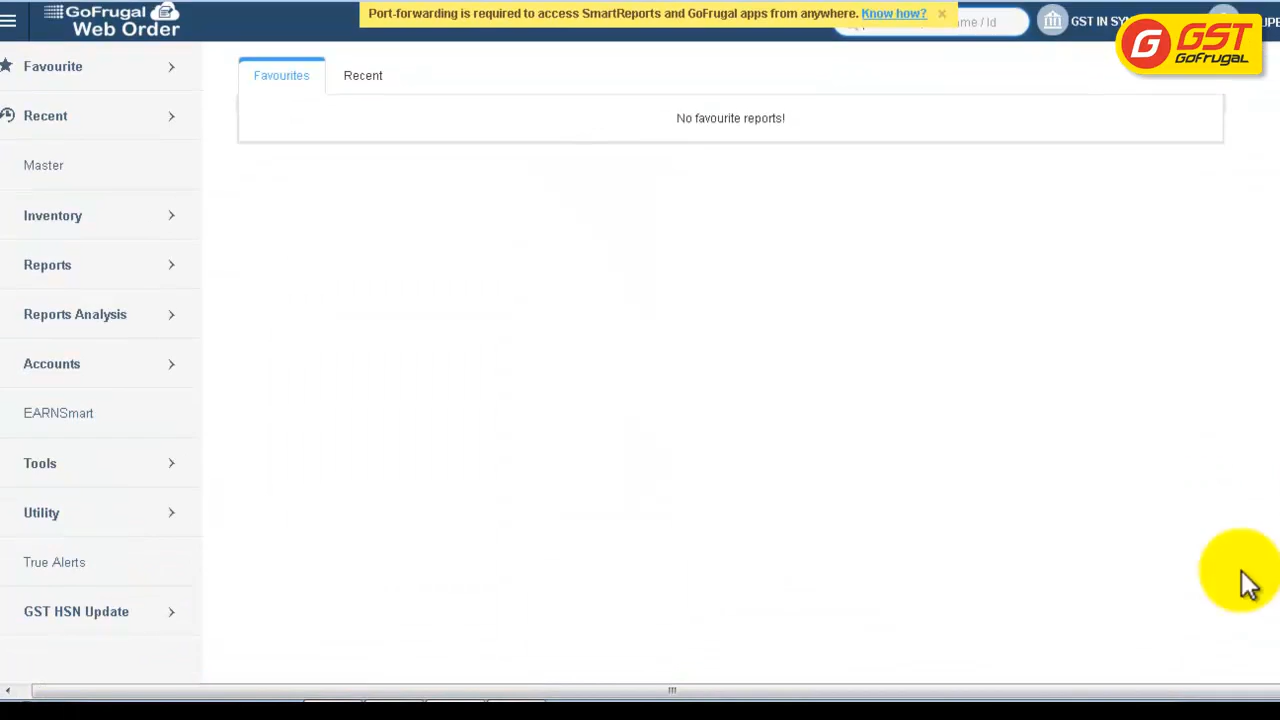 GoFrugal
Web Order
Port-forwarding is required to access SmartReports and GoFrugal apps from anywhere. Know how? ×
/ Id
GST IN
GST
GOFRUGAL
Favourite
Recent
Master
Inventory
Reports
Reports Analysis
Accounts
EARNSmart
Tools
Utility
True Alerts
GST HSN Update
Favourites
Recent
No favourite reports!